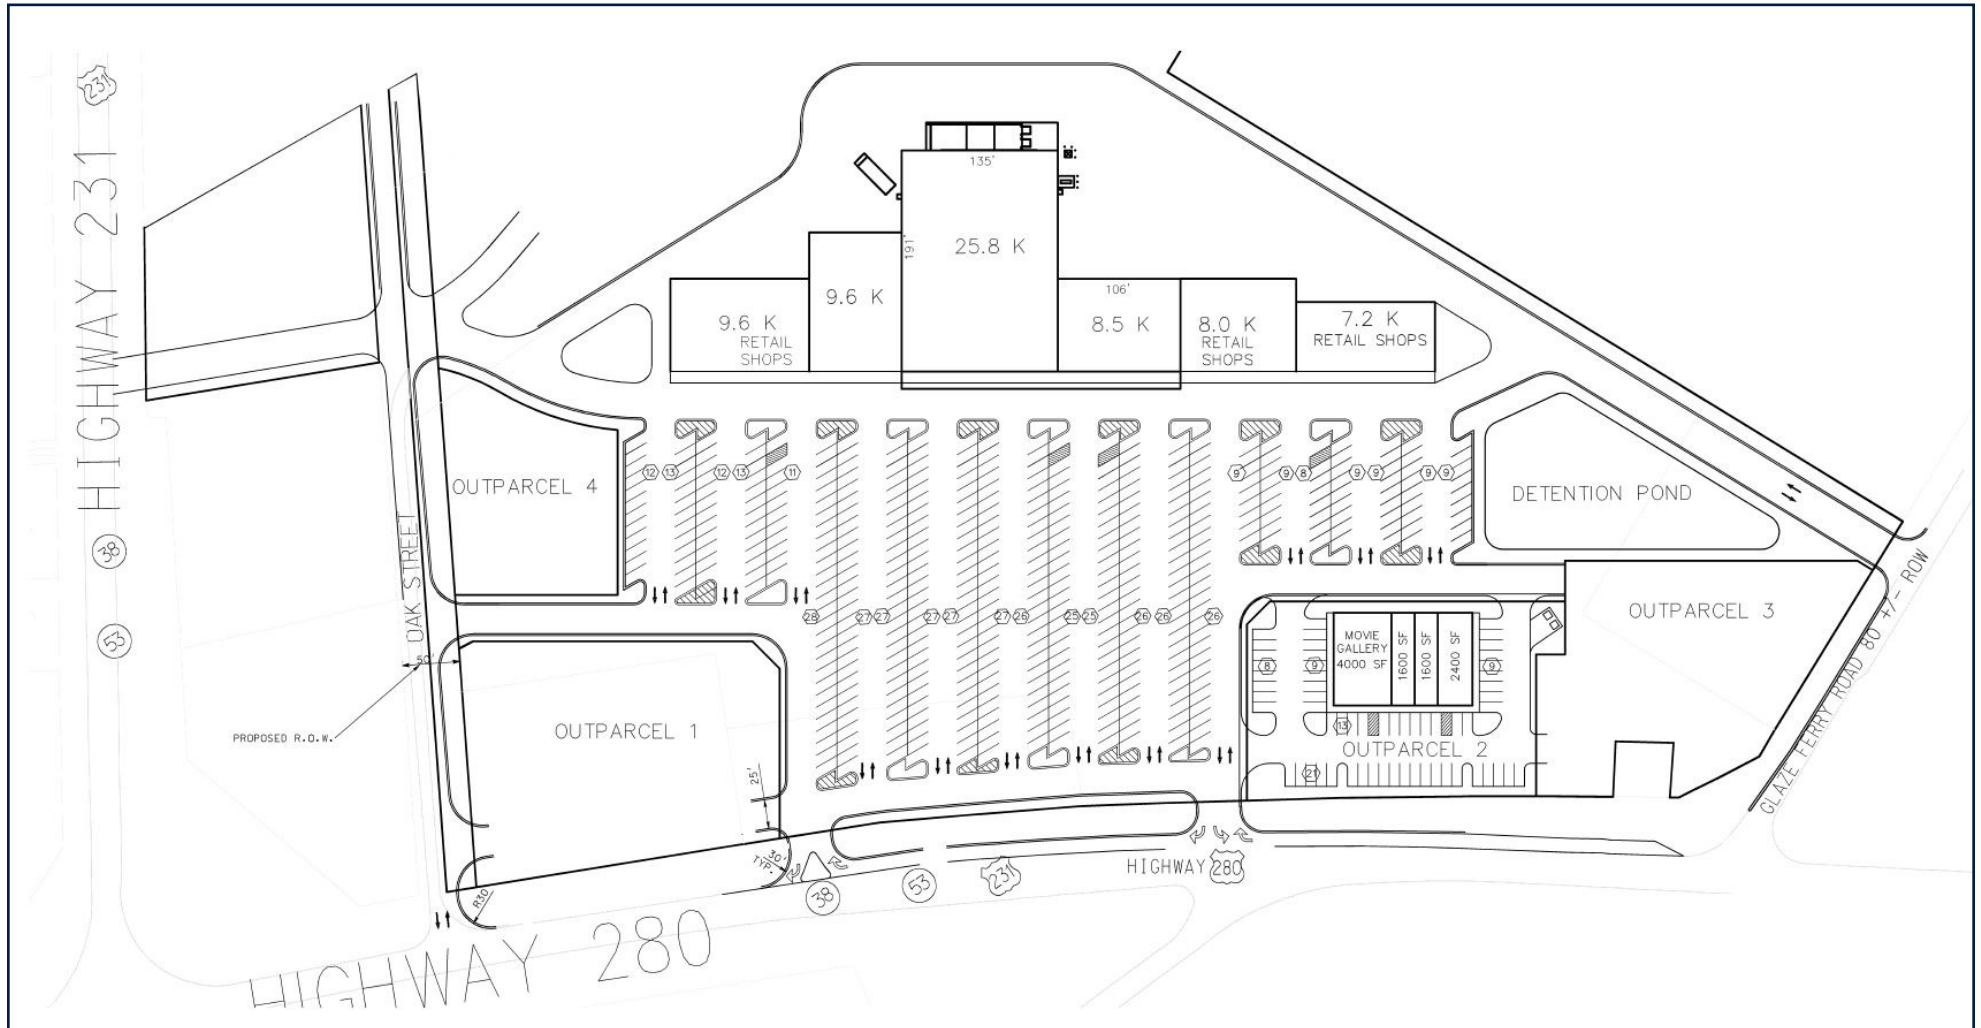 231
HIGHWAY 231
38
53
135'
191'
25.8 K
9.6 K
106'
9.6 K
RETAIL
SHOPS
8.5 K
8.0 K
RETAIL
SHOPS
7.2 K
RETAIL SHOPS
OUTPARCEL 4
12 13 12 13 11
9 9 8 9 9 9 9
DETENTION POND
OAK STREET
50'
PROPOSED R.O.W.
28 27 27 27 27 27 26 25 25 26 26 26
OUTPARCEL 1
25'
30'
TYP.
R30
8 9 9
MOVIE
GALLERY
4000 SF
1600 SF
1600 SF
2400 SF
13
OUTPARCEL 2
21
OUTPARCEL 3
GLAZE FERRY ROAD 80 +/- ROW
38
53
231
HIGHWAY 280
HIGHWAY 280